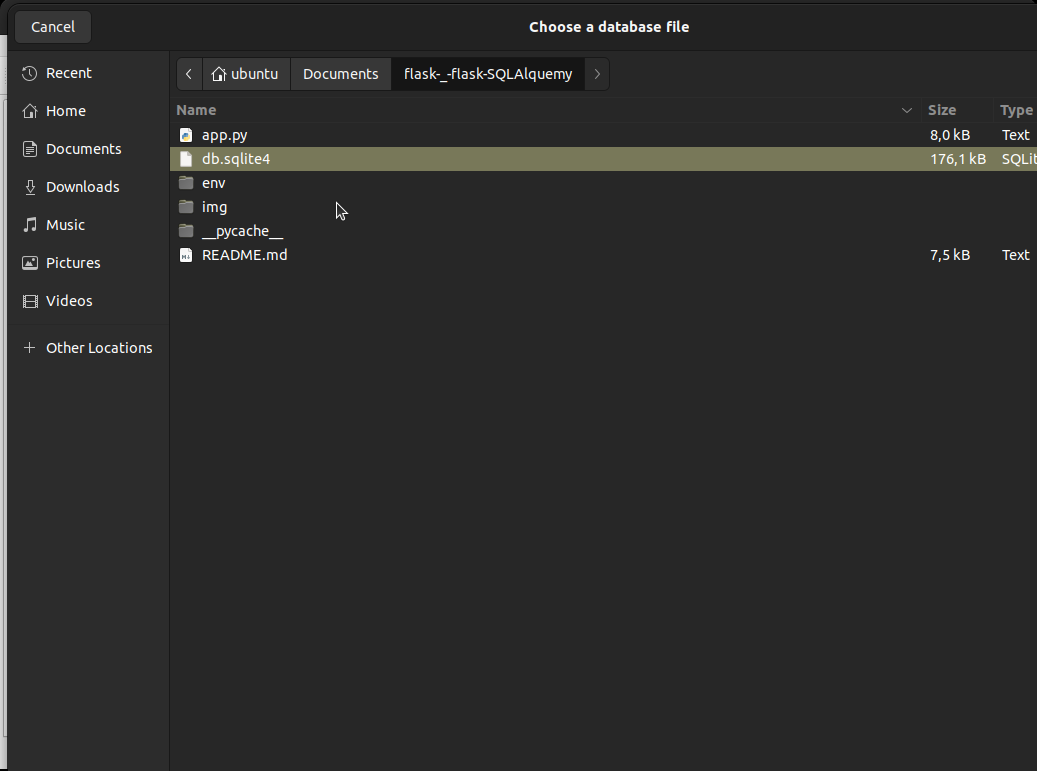 Cancel
Choose a database file
Recent
Home
Documents
Downloads
Music
Pictures
Videos
Other Locations
ubuntu Documents flask-_-flask-SQLAlquemy
Name Size Type
app.py 8,0 kB Text
db.sqlite4 176,1 kB SQLit
env
img
__pycache__
README.md 7,5 kB Text